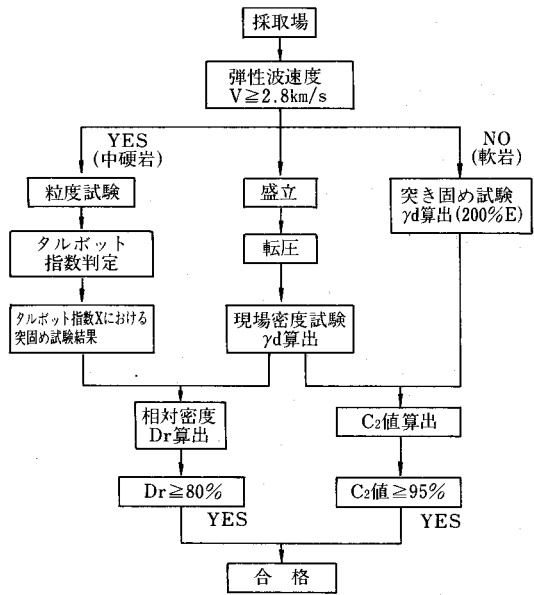 採取場
弾性波速度
V≧2.8km/s
YES
(中硬岩)
NO
(軟岩)
粒度試験
盛立
突き固め試験
γd算出(200%E)
タルボット
指数判定
転圧
タルボット指数Xにおける
突固め試験結果
現場密度試験
γd算出
相対密度
Dr算出
C₂値算出
Dr≧80%
C₂値≧95%
YES
YES
合 格